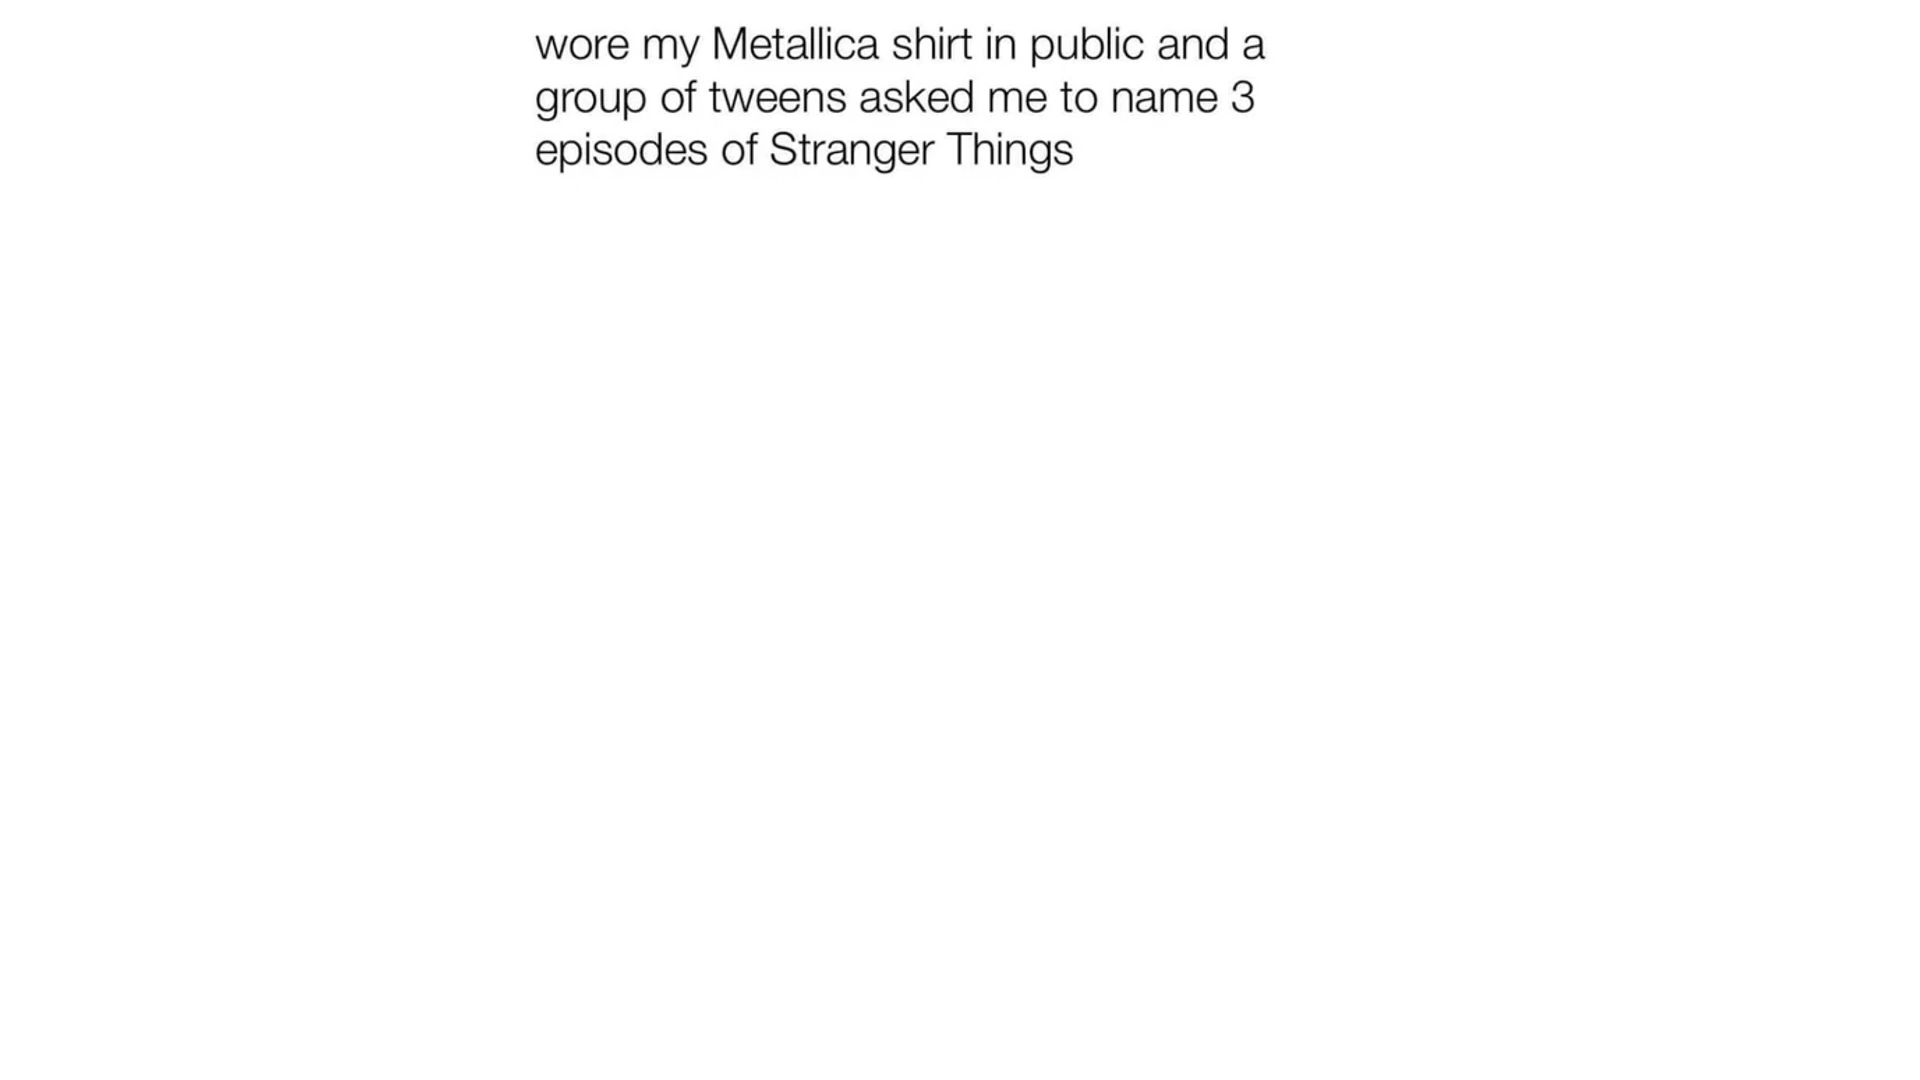 wore my Metallica shirt in public and a
group of tweens asked me to name 3
episodes of Stranger Things